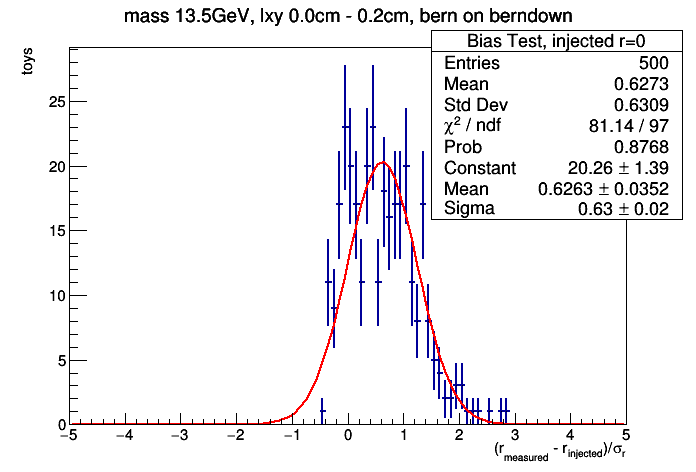 mass 13.5GeV, lxy 0.0cm - 0.2cm, bern on berndown
toys
Bias Test, injected r=0
Entries 500
Mean 0.6273
Std Dev 0.6309
χ² / ndf 81.14 / 97
Prob 0.8768
Constant 20.26 ± 1.39
Mean 0.6263 ± 0.0352
Sigma 0.63 ± 0.02
25
20
15
10
5
0
−5 −4 −3 −2 −1 0 1 2 3 4 5
(r_measured - r_injected)/σ_r